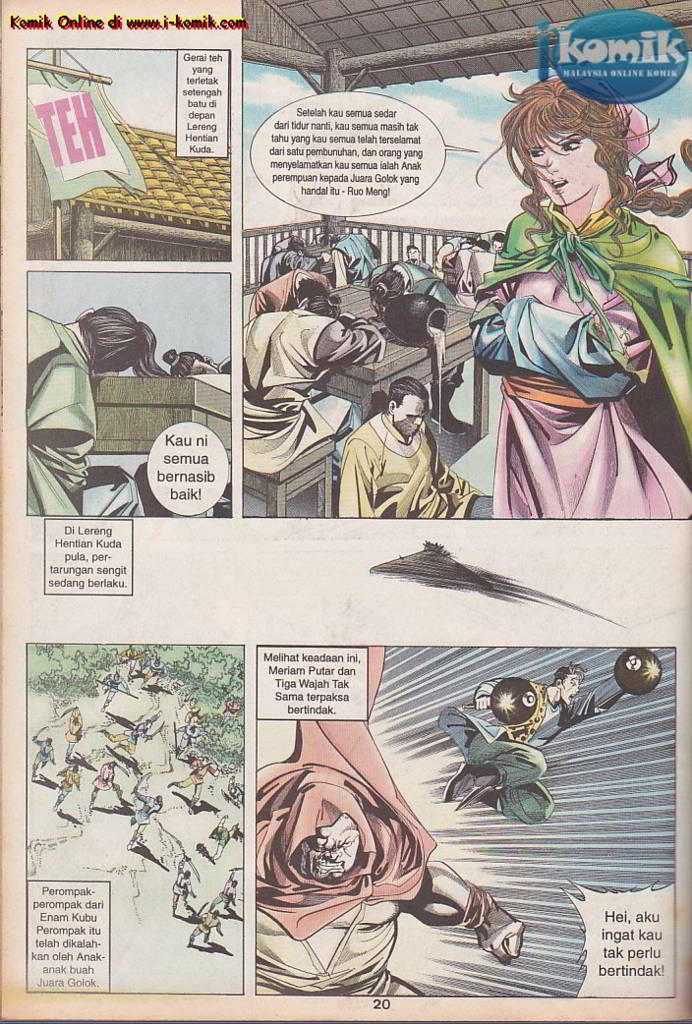 Komik Online di www.i-komik.com
ikomik
MALAYSIA ONLINE KOMIK
TEH
Gerai teh
yang
terletak
setengah
batu di
depan
Lereng
Hentian
Kuda.
Setelah kau semua sedar
dari tidur nanti, kau semua masih tak
tahu yang kau semua telah terselamat
dari satu pembunuhan, dan orang yang
menyelamatkan kau semua ialah Anak
perempuan kepada Juara Golok yang
handal itu - Ruo Meng!
Kau ni
semua
bernasib
baik!
Di Lereng
Hentian Kuda
pula, per-
tarungan sengit
sedang berlaku.
Perompak-
perompak dari
Enam Kubu
Perompak itu
telah dikalah-
kan oleh Anak-
anak buah
Juara Golok.
Melihat keadaan ini,
Meriam Putar dan
Tiga Wajah Tak
Sama terpaksa
bertindak.
Hei, aku
ingat kau
tak perlu
bertindak!
20